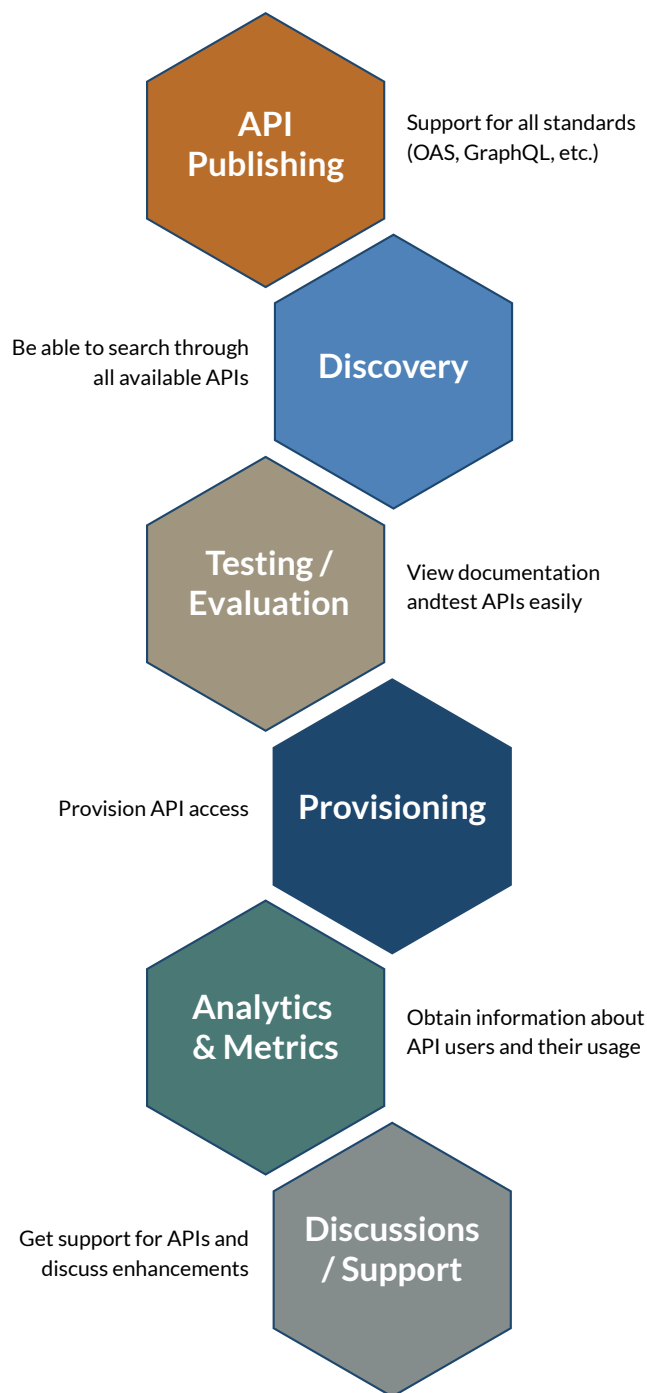 API
Publishing
Support for all standards
(OAS, GraphQL, etc.)
Be able to search through
all available APIs
Discovery
Testing /
Evaluation
View documentation
andtest APIs easily
Provision API access
Provisioning
Analytics
& Metrics
Obtain information about
API users and their usage
Get support for APIs and
discuss enhancements
Discussions
/ Support